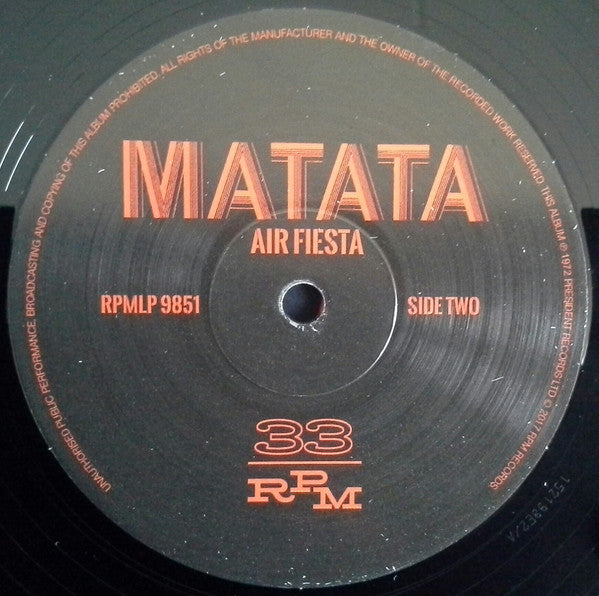 UNAUTHORISED PUBLIC PERFORMANCE, BROADCASTING AND COPYING OF THIS ALBUM PROHIBITED. ALL RIGHTS OF THE MANUFACTURER AND THE OWNER OF THE RECORDED WORK RESERVED. THIS ALBUM ℗ 1972 PRESIDENT RECORDS LTD © 2017 RPM RECORDS
MATATA
AIR FIESTA
RPMLP 9851
SIDE TWO
33
RPM